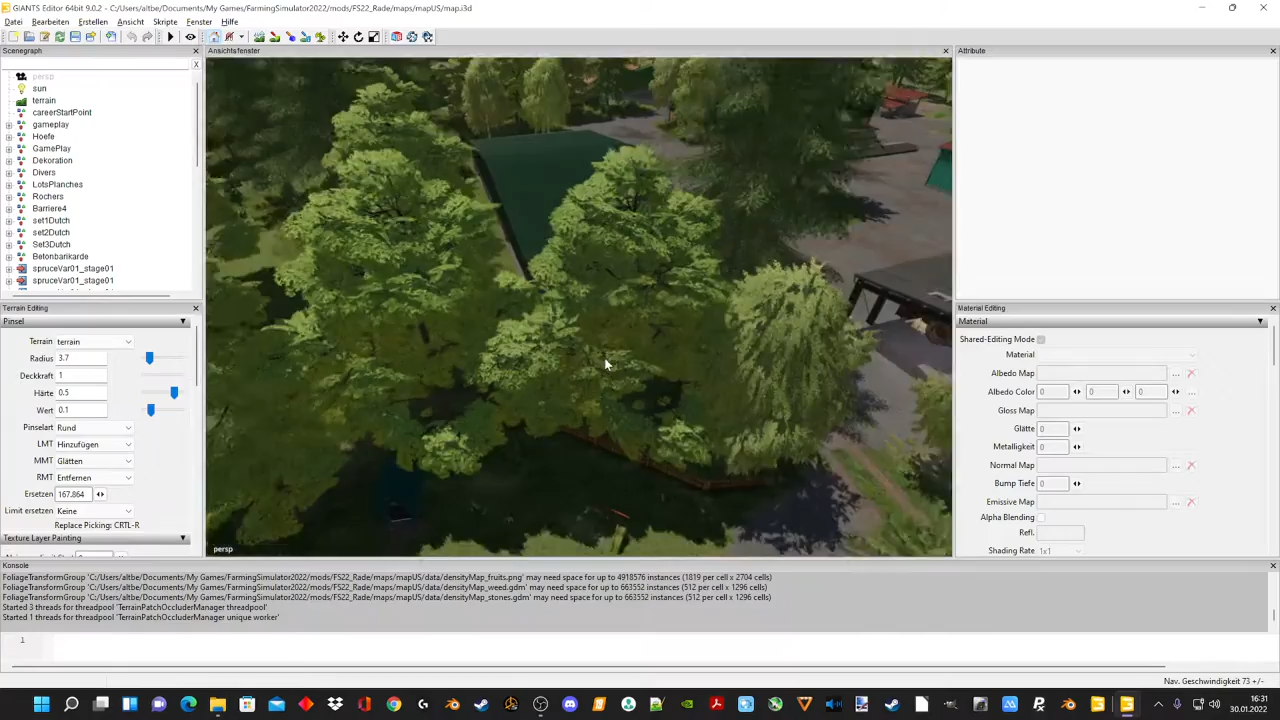 GIANTS Editor 64bit 9.0.2 - C:/Users/altbe/Documents/My Games/FarmingSimulator2022/mods/FS22_Rade/maps/mapUS/map.i3d
Datei Bearbeiten Erstellen Ansicht Skripte Fenster Hilfe
Scenegraph
X
persp
sun
terrain
careerStartPoint
gameplay
Hoefe
GamePlay
Dekoration
Divers
LotsPlanches
Rochers
Barriere4
set1Dutch
set2Dutch
Set3Dutch
Betonbarikarde
spruceVar01_stage01
spruceVar01_stage01
Terrain Editing
Pinsel
Terrain: terrain
Radius 3.7
Deckkraft 1
Härte 0.5
Wert 0.1
Pinselart Rund
LMT Hinzufügen
MMT Glätten
RMT Entfernen
Ersetzen 167.864
Limit ersetzen Keine
Replace Picking: CRTL-R
Texture Layer Painting
Ansichtsfenster
persp
Attribute
Material Editing
Material
Shared-Editing Mode
Material
Albedo Map ...
Albedo Color 0 0 0 ...
Gloss Map ...
Glätte 0
Metalligkeit 0
Normal Map ...
Bump Tiefe 0
Emissive Map ...
Alpha Blending
Refl.
Shading Rate 1x1
Konsole
FoliageTransformGroup 'C:/Users/altbe/Documents/My Games/FarmingSimulator2022/mods/FS22_Rade/maps/mapUS/data/densityMap_fruits.png' may need space for up to 4918576 instances (1819 per cell x 2704 cells)
FoliageTransformGroup 'C:/Users/altbe/Documents/My Games/FarmingSimulator2022/mods/FS22_Rade/maps/mapUS/data/densityMap_weed.gdm' may need space for up to 663552 instances (512 per cell x 1296 cells)
FoliageTransformGroup 'C:/Users/altbe/Documents/My Games/FarmingSimulator2022/mods/FS22_Rade/maps/mapUS/data/densityMap_stones.gdm' may need space for up to 663552 instances (512 per cell x 1296 cells)
Started 3 threads for threadpool 'TerrainPatchOccluderManager threadpool'
Started 1 threads for threadpool 'TerrainPatchOccluderManager unique worker'
1
Nav. Geschwindigkeit 73 +/-
16:31
30.01.2022